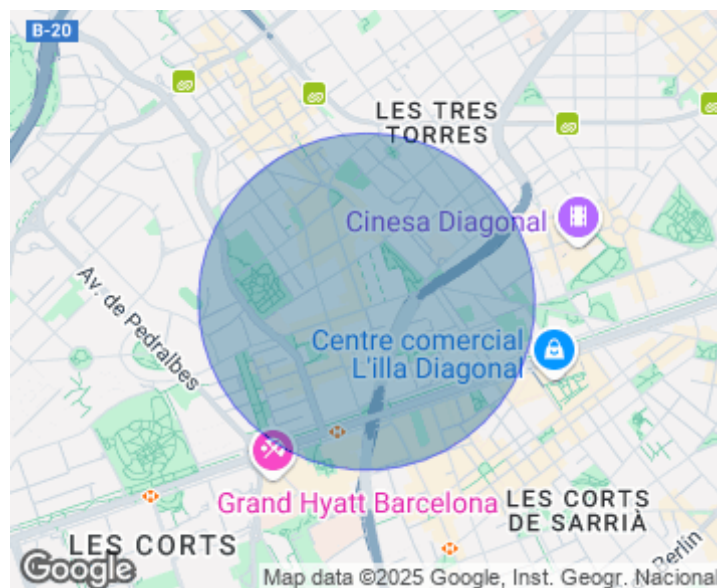 B-20
LES TRES
TORRES
Cinesa Diagonal
Av. de Pedralbes
Centre comercial
L'illa Diagonal
Grand Hyatt Barcelona
LES CORTS
DE SARRIÀ
LES CORTS
Berlin
Google
Map data ©2025 Google, Inst. Geogr. Nacional